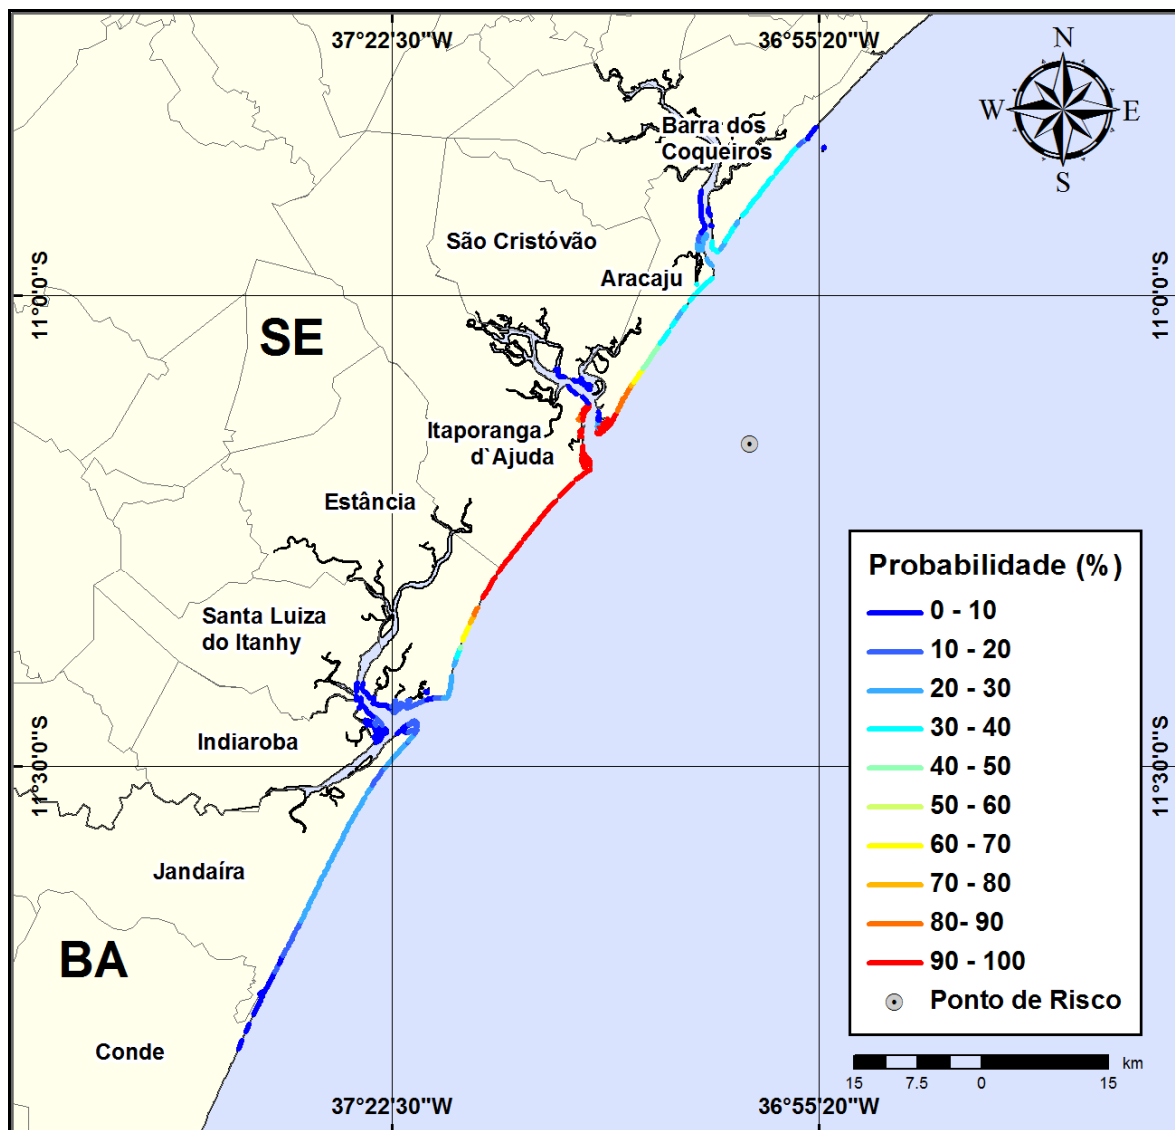 37°22'30"W
36°55'20"W
N
W
E
S
Barra dos
Coqueiros
São Cristóvão
Aracaju
11°0'0"S
11°0'0"S
SE
Itaporanga
d`Ajuda
Estância
Santa Luiza
do Itanhy
Indiaroba
11°30'0"S
11°30'0"S
Jandaíra
BA
Conde
Probabilidade (%)
0 - 10
10 - 20
20 - 30
30 - 40
40 - 50
50 - 60
60 - 70
70 - 80
80- 90
90 - 100
Ponto de Risco
km
15 7.5 0 15
37°22'30"W
36°55'20"W